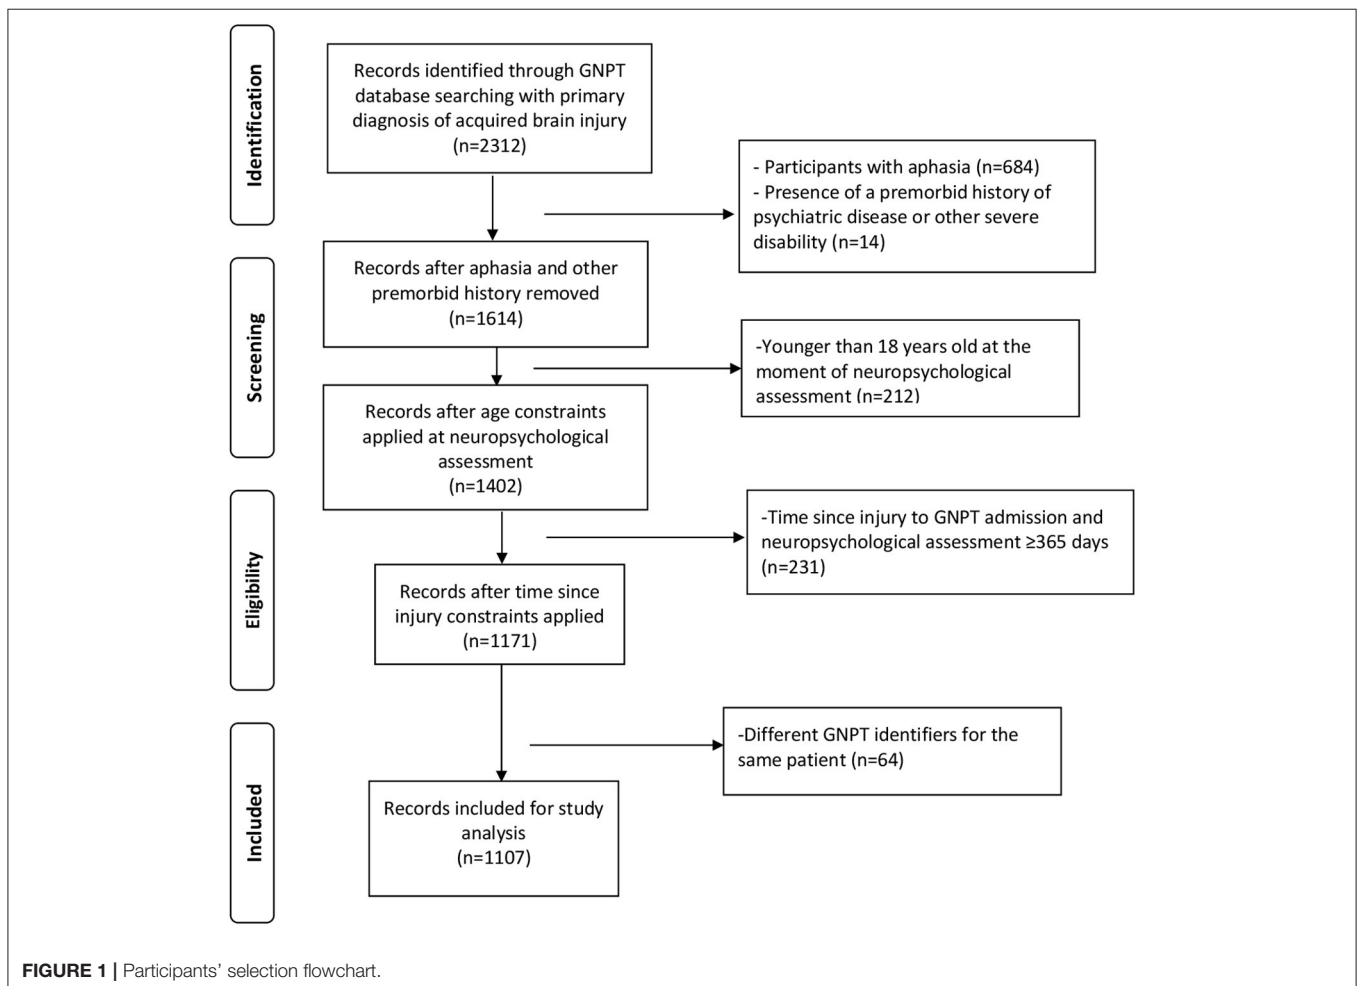 Identification
Records identified through GNPT
database searching with primary
diagnosis of acquired brain injury
(n=2312)
- Participants with aphasia (n=684)
- Presence of a premorbid history of
psychiatric disease or other severe
disability (n=14)
Screening
Records after aphasia and other
premorbid history removed
(n=1614)
-Younger than 18 years old at the
moment of neuropsychological
assessment (n=212)
Records after age constraints
applied at neuropsychological
assessment
(n=1402)
Eligibility
-Time since injury to GNPT admission and
neuropsychological assessment ≥365 days
(n=231)
Records after time since
injury constraints applied
(n=1171)
Included
-Different GNPT identifiers for the
same patient (n=64)
Records included for study
analysis
(n=1107)
FIGURE 1 | Participants’ selection flowchart.